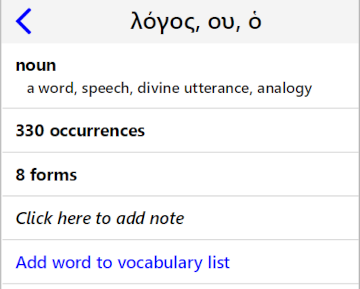 λόγος, ου, ὁ
noun
a word, speech, divine utterance, analogy
330 occurrences
8 forms
Click here to add note
Add word to vocabulary list